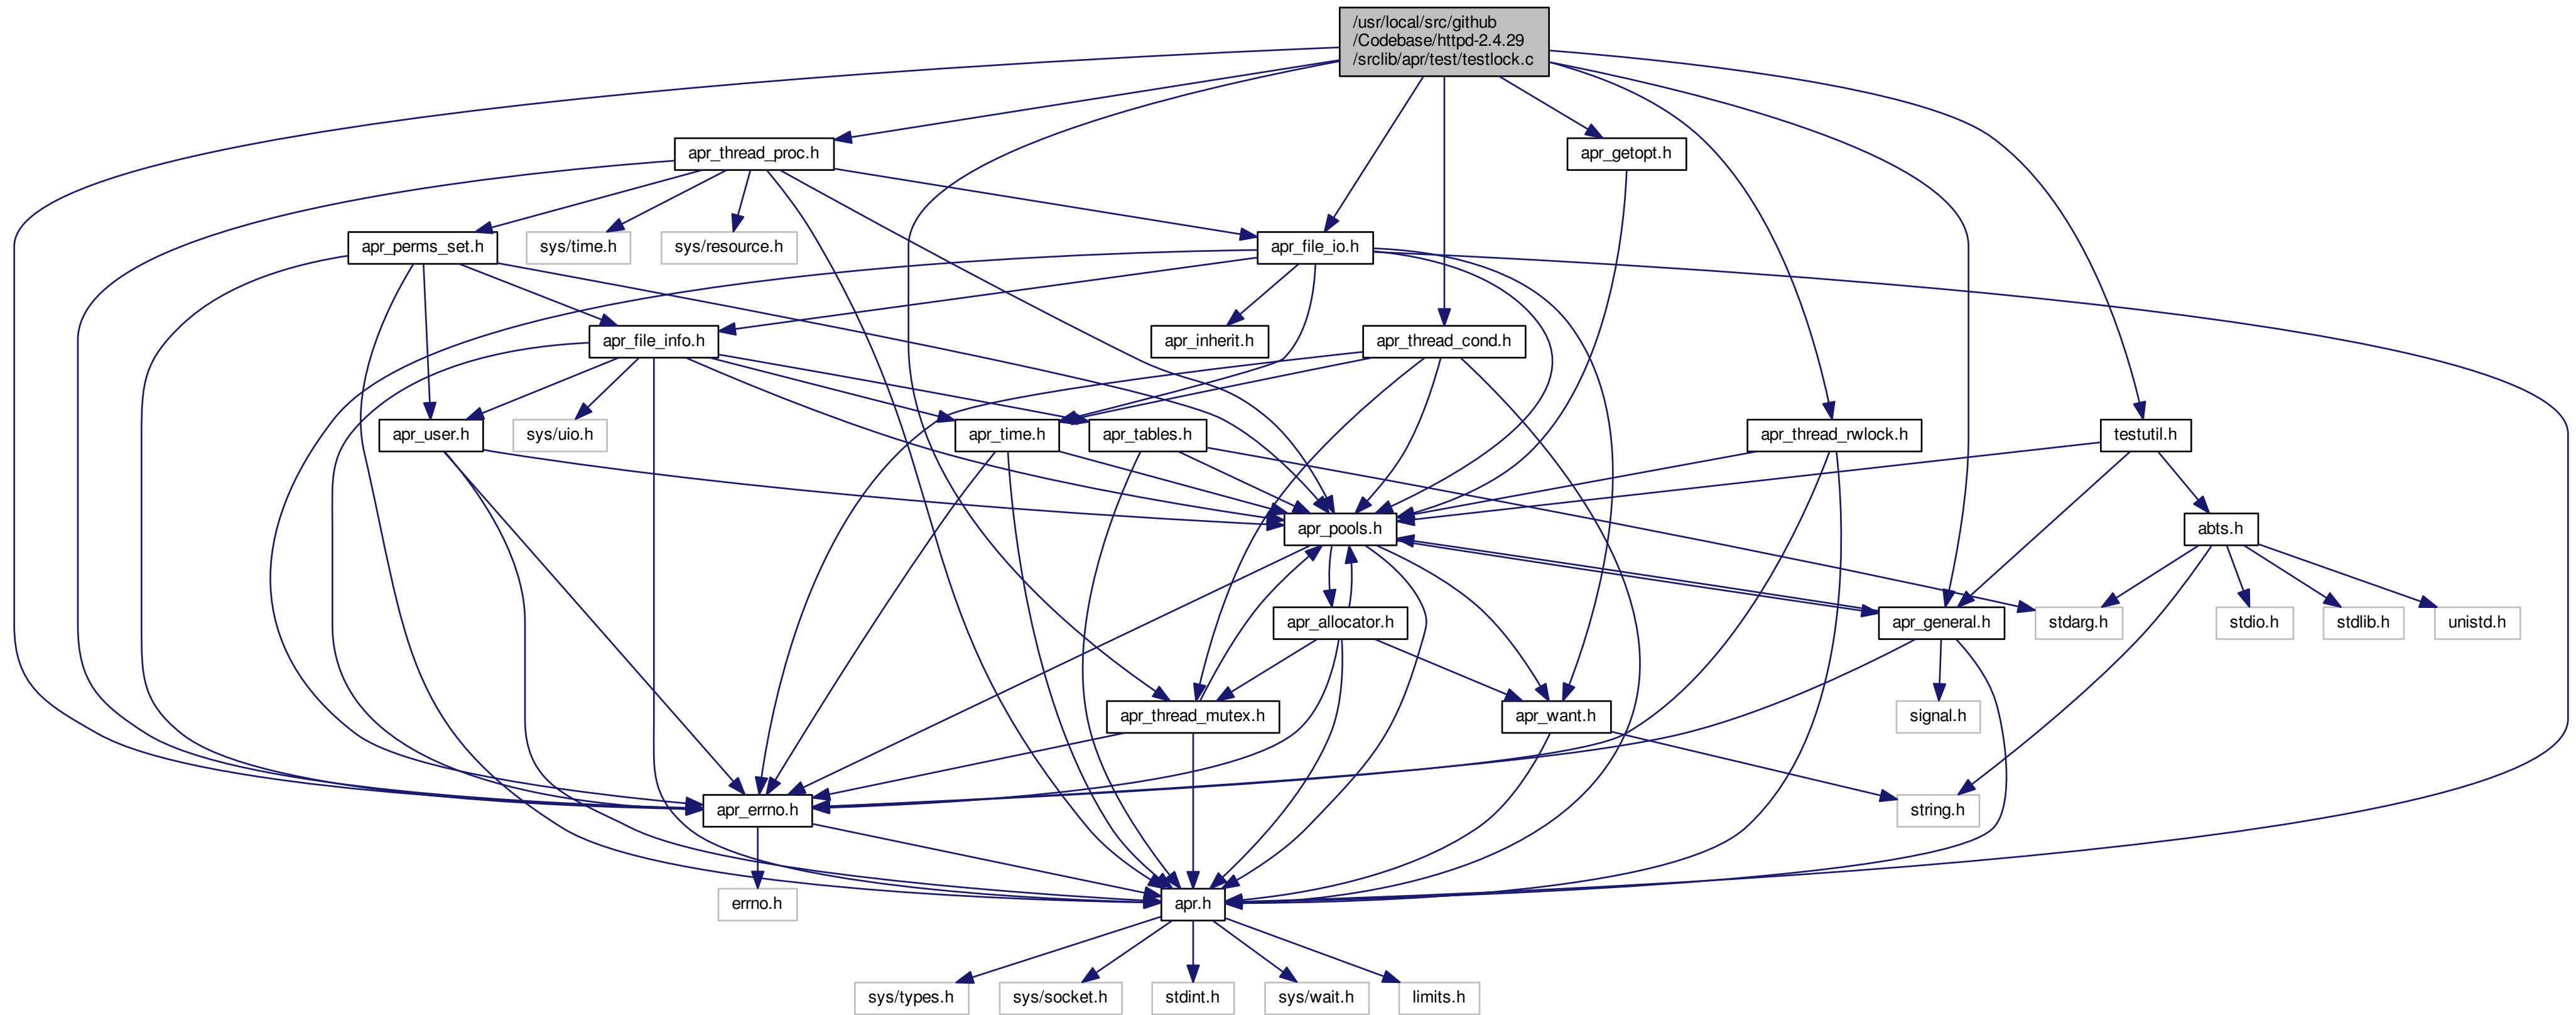 /usr/local/src/github
/Codebase/httpd-2.4.29
/srclib/apr/test/testlock.c
apr_thread_proc.h
apr_getopt.h
apr_perms_set.h
sys/time.h
sys/resource.h
apr_file_io.h
apr_file_info.h
apr_inherit.h
apr_thread_cond.h
apr_user.h
sys/uio.h
apr_time.h
apr_tables.h
apr_thread_rwlock.h
testutil.h
apr_pools.h
abts.h
apr_allocator.h
apr_general.h
stdarg.h
stdio.h
stdlib.h
unistd.h
apr_thread_mutex.h
apr_want.h
signal.h
apr_errno.h
string.h
errno.h
apr.h
sys/types.h
sys/socket.h
stdint.h
sys/wait.h
limits.h